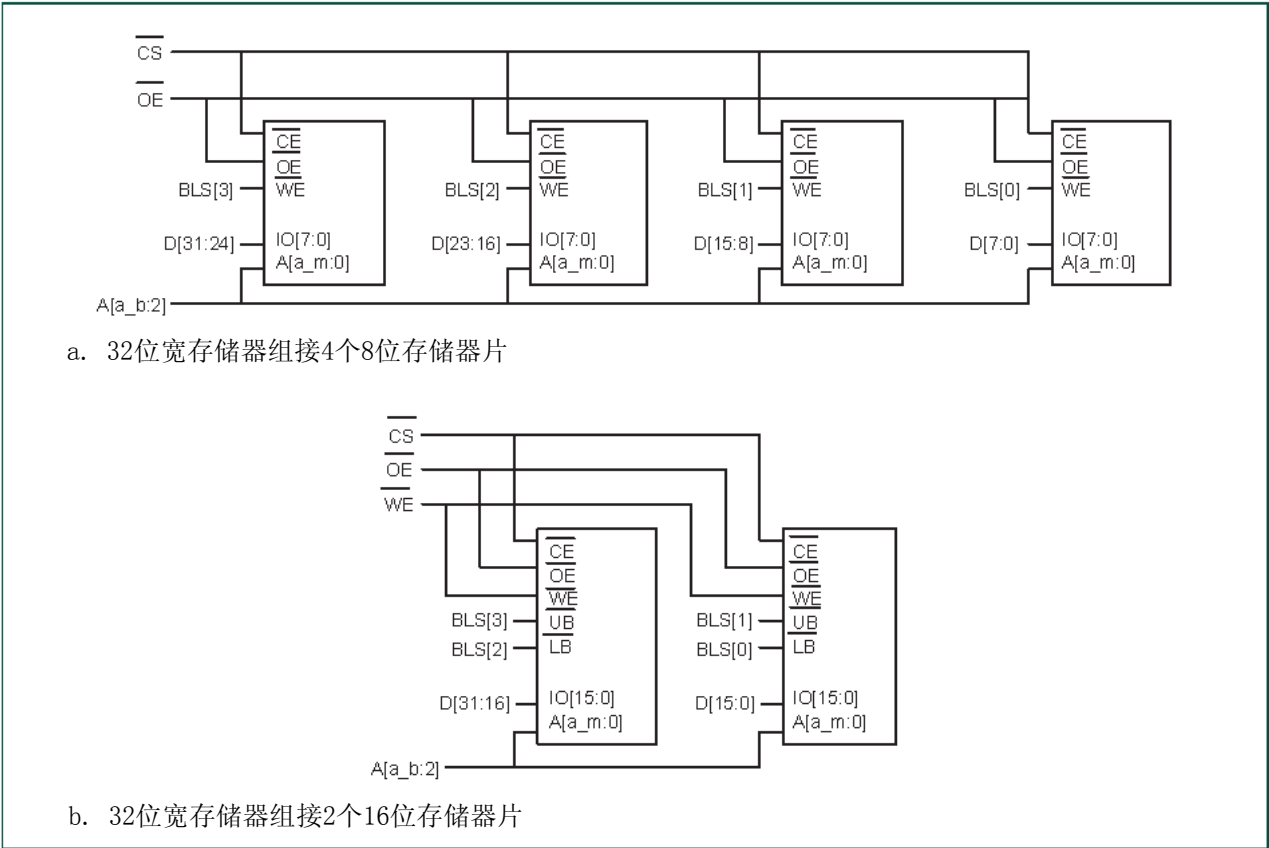 CS
OE
CE CE CE CE
OE OE OE OE
BLS[3] WE BLS[2] WE BLS[1] WE BLS[0] WE
D[31:24] IO[7:0] D[23:16] IO[7:0] D[15:8] IO[7:0] D[7:0] IO[7:0]
A[a_m:0] A[a_m:0] A[a_m:0] A[a_m:0]
A[a_b:2]
a. 32位宽存储器组接4个8位存储器片
CS
OE
WE
CE CE
OE OE
WE WE
BLS[3] UB BLS[1] UB
BLS[2] LB BLS[0] LB
D[31:16] IO[15:0] D[15:0] IO[15:0]
A[a_m:0] A[a_m:0]
A[a_b:2]
b. 32位宽存储器组接2个16位存储器片